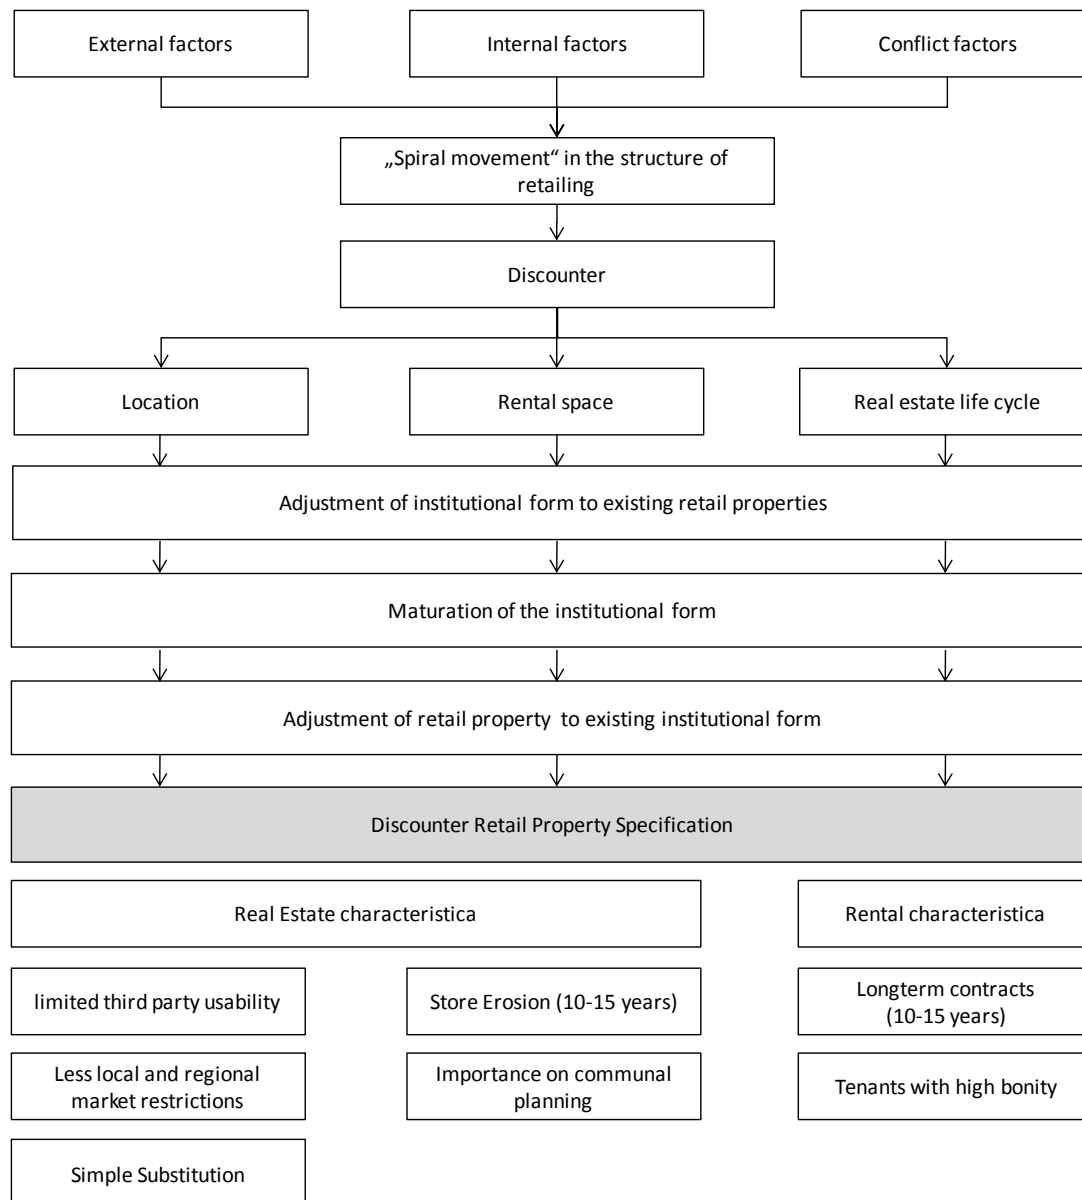 External factors
Internal factors
Conflict factors
„Spiral movement“ in the structure of
retailing
Discounter
Location
Rental space
Real estate life cycle
Adjustment of institutional form to existing retail properties
Maturation of the institutional form
Adjustment of retail property to existing institutional form
Discounter Retail Property Specification
Real Estate characteristica
Rental characteristica
limited third party usability
Store Erosion (10-15 years)
Longterm contracts
(10-15 years)
Less local and regional
market restrictions
Importance on communal
planning
Tenants with high bonity
Simple Substitution